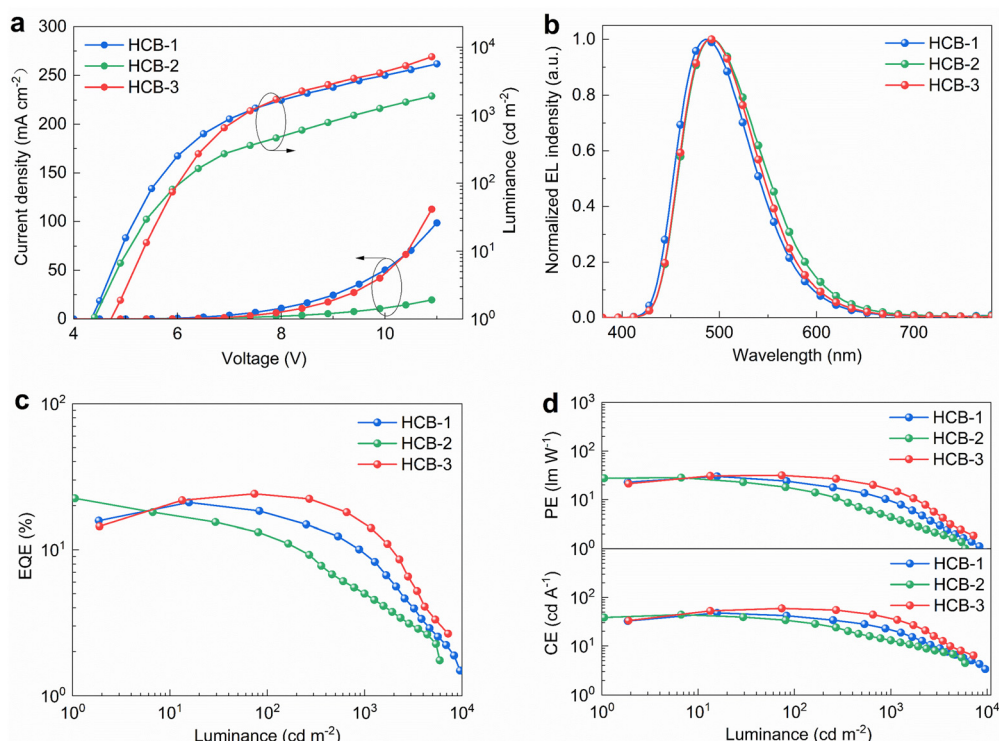 a
HCB-1
HCB-2
HCB-3
Current density (mA cm⁻²)
300
250
200
150
100
50
0
Luminance (cd m⁻²)
10⁴
10³
10²
10¹
10⁰
4
6
8
10
Voltage (V)
b
HCB-1
HCB-2
HCB-3
Normalized EL indensity (a.u.)
1.0
0.8
0.6
0.4
0.2
0.0
400
500
600
700
Wavelength (nm)
c
HCB-1
HCB-2
HCB-3
EQE (%)
10²
10¹
10⁰
10⁰
10¹
10²
10³
10⁴
Luminance (cd m⁻²)
d
HCB-1
HCB-2
HCB-3
PE (lm W⁻¹)
10³
10²
10¹
10⁰
HCB-1
HCB-2
HCB-3
CE (cd A⁻¹)
10²
10¹
10⁰
10⁰
10¹
10²
10³
10⁴
Luminance (cd m⁻²)